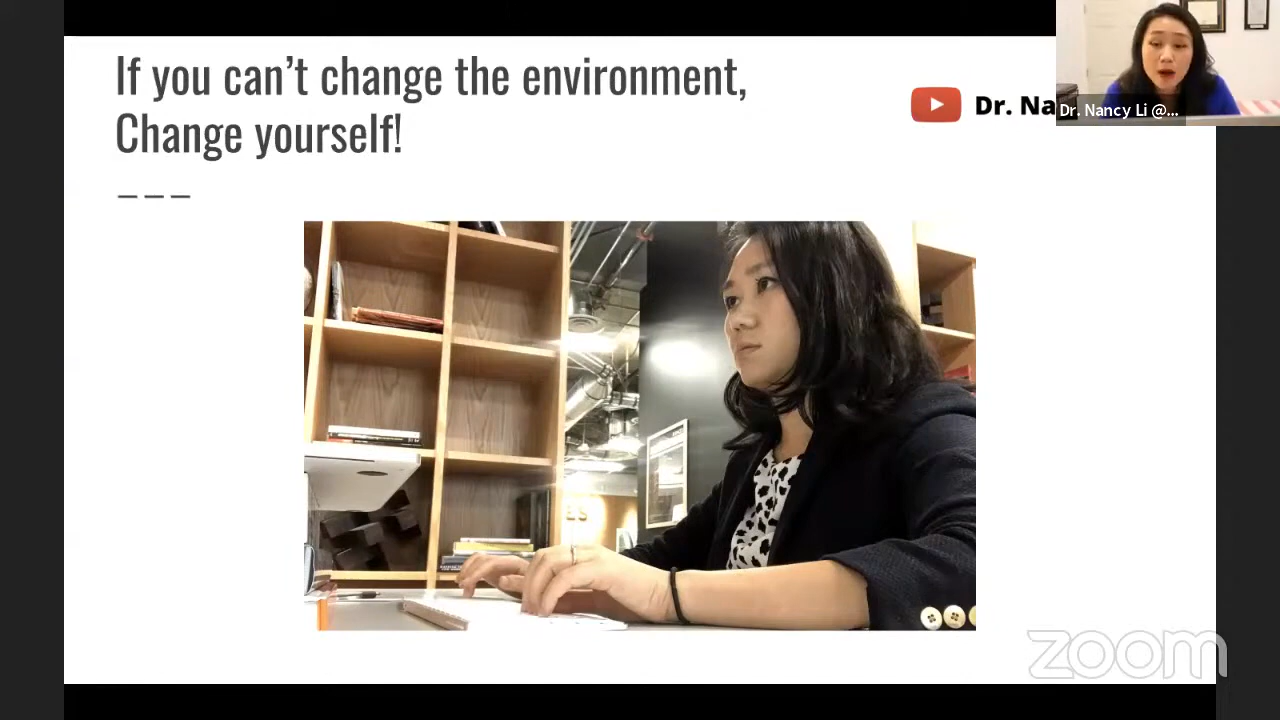 If you can't change the environment,
Change yourself!
Dr. Na
Dr. Nancy Li @...
zoom